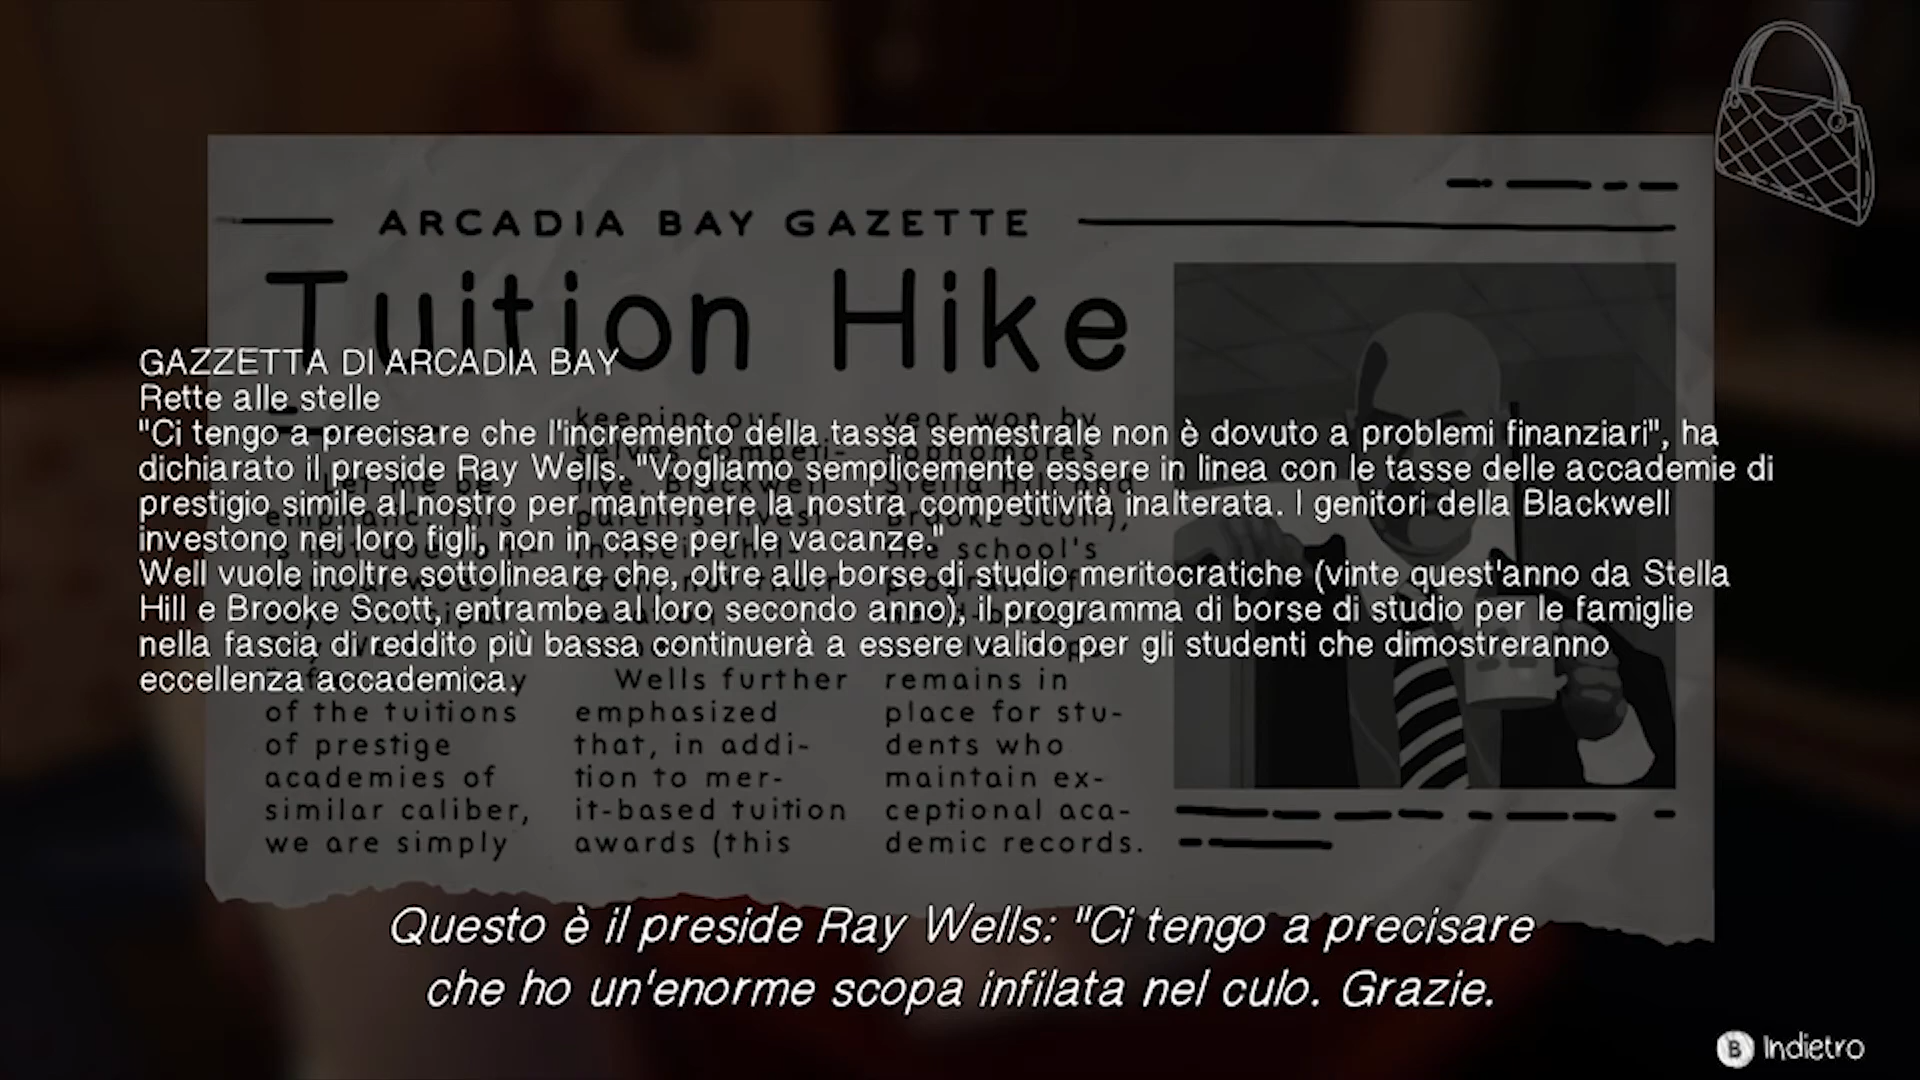 ARCADIA BAY GAZETTE
Tuition Hike
GAZZETTA DI ARCADIA BAY
Rette alle stelle
"Ci tengo a precisare che l'incremento della tassa semestrale non è dovuto a problemi finanziari", ha
dichiarato il preside Ray Wells. "Vogliamo semplicemente essere in linea con le tasse delle accademie di
prestigio simile al nostro per mantenere la nostra competitività inalterata. I genitori della Blackwell
investono nei loro figli, non in case per le vacanze."
Well vuole inoltre sottolineare che, oltre alle borse di studio meritocratiche (vinte quest'anno da Stella
Hill e Brooke Scott, entrambe al loro secondo anno), il programma di borse di studio per le famiglie
nella fascia di reddito più bassa continuerà a essere valido per gli studenti che dimostreranno
eccellenza accademica.
of the tuitions
of prestige
academies of
similar caliber,
we are simply
keeping our
Wells further
emphasized
that, in addi-
tion to mer-
it-based tuition
awards (this
year won by
school's
remains in
place for stu-
dents who
maintain ex-
ceptional aca-
demic records.
Questo è il preside Ray Wells: "Ci tengo a precisare
che ho un'enorme scopa infilata nel culo. Grazie.
B Indietro